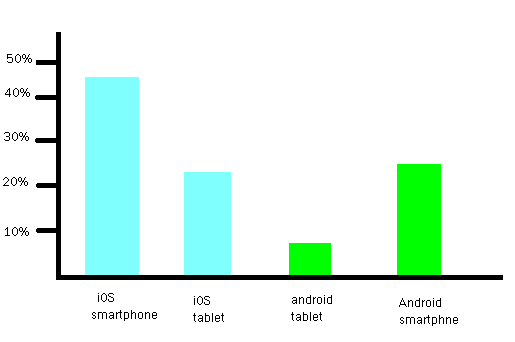 50%
40%
30%
20%
10%
iOS
smartphone
iOS
tablet
android
tablet
Android
smartphne